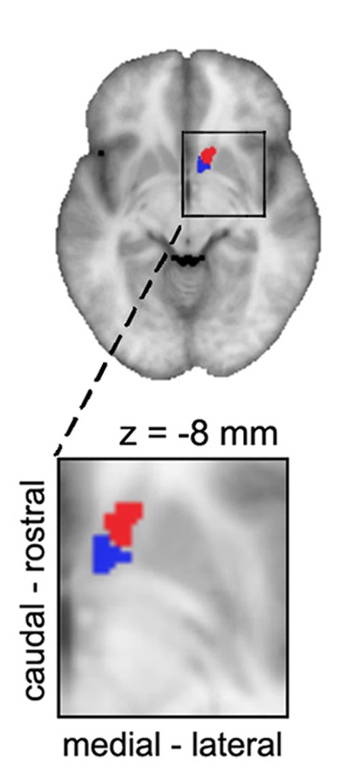 z = -8 mm
caudal - rostral
medial - lateral